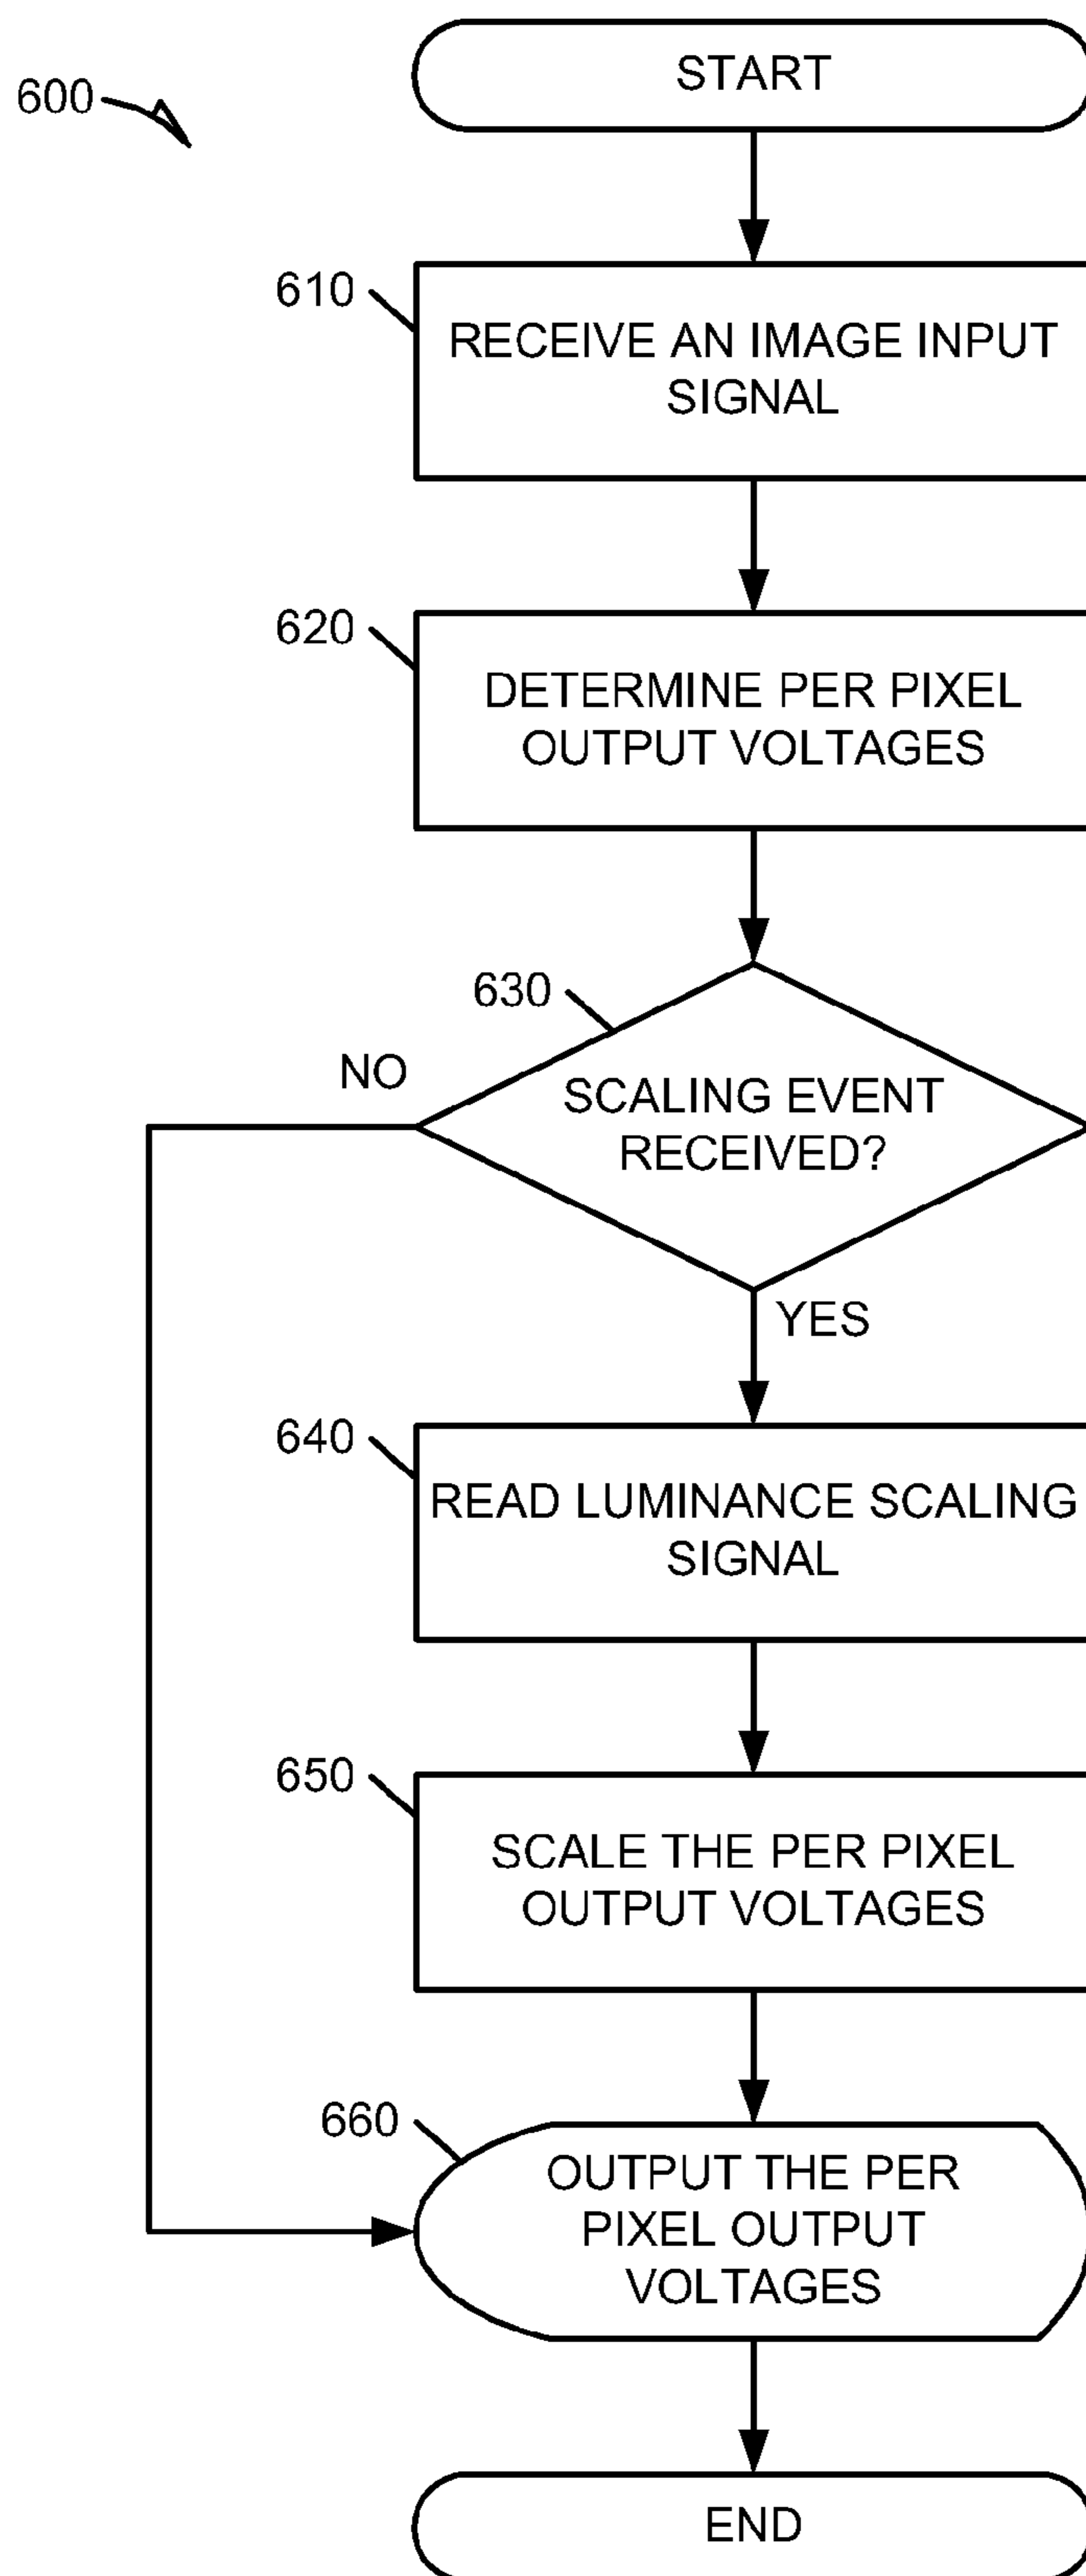 600
START
610
RECEIVE AN IMAGE INPUT
SIGNAL
620
DETERMINE PER PIXEL
OUTPUT VOLTAGES
630
NO
SCALING EVENT
RECEIVED?
YES
640
READ LUMINANCE SCALING
SIGNAL
650
SCALE THE PER PIXEL
OUTPUT VOLTAGES
660
OUTPUT THE PER
PIXEL OUTPUT
VOLTAGES
END